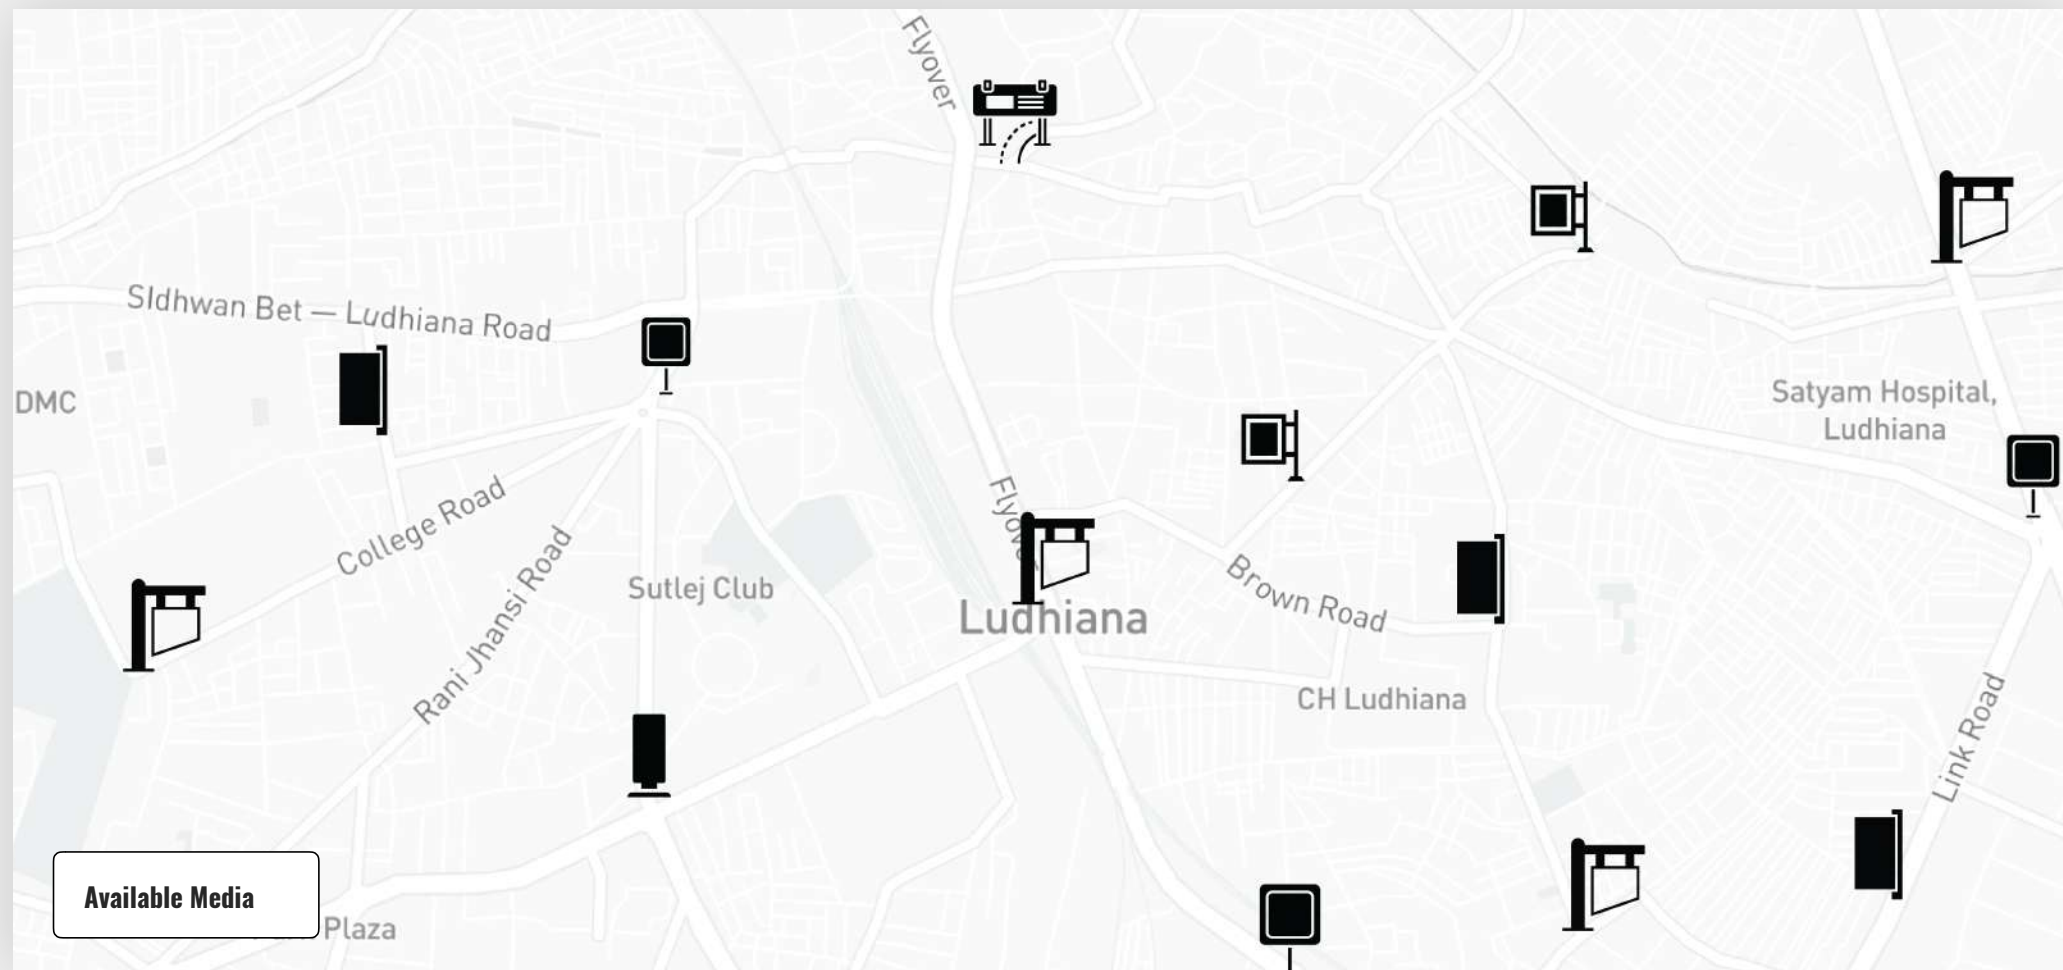 Flyover
SIdhwan Bet — Ludhiana Road
DMC
Satyam Hospital,
Ludhiana
College Road
Rani Jhansi Road
Sutlej Club
Ludhiana
Brown Road
CH Ludhiana
Link Road
Available Media
Plaza